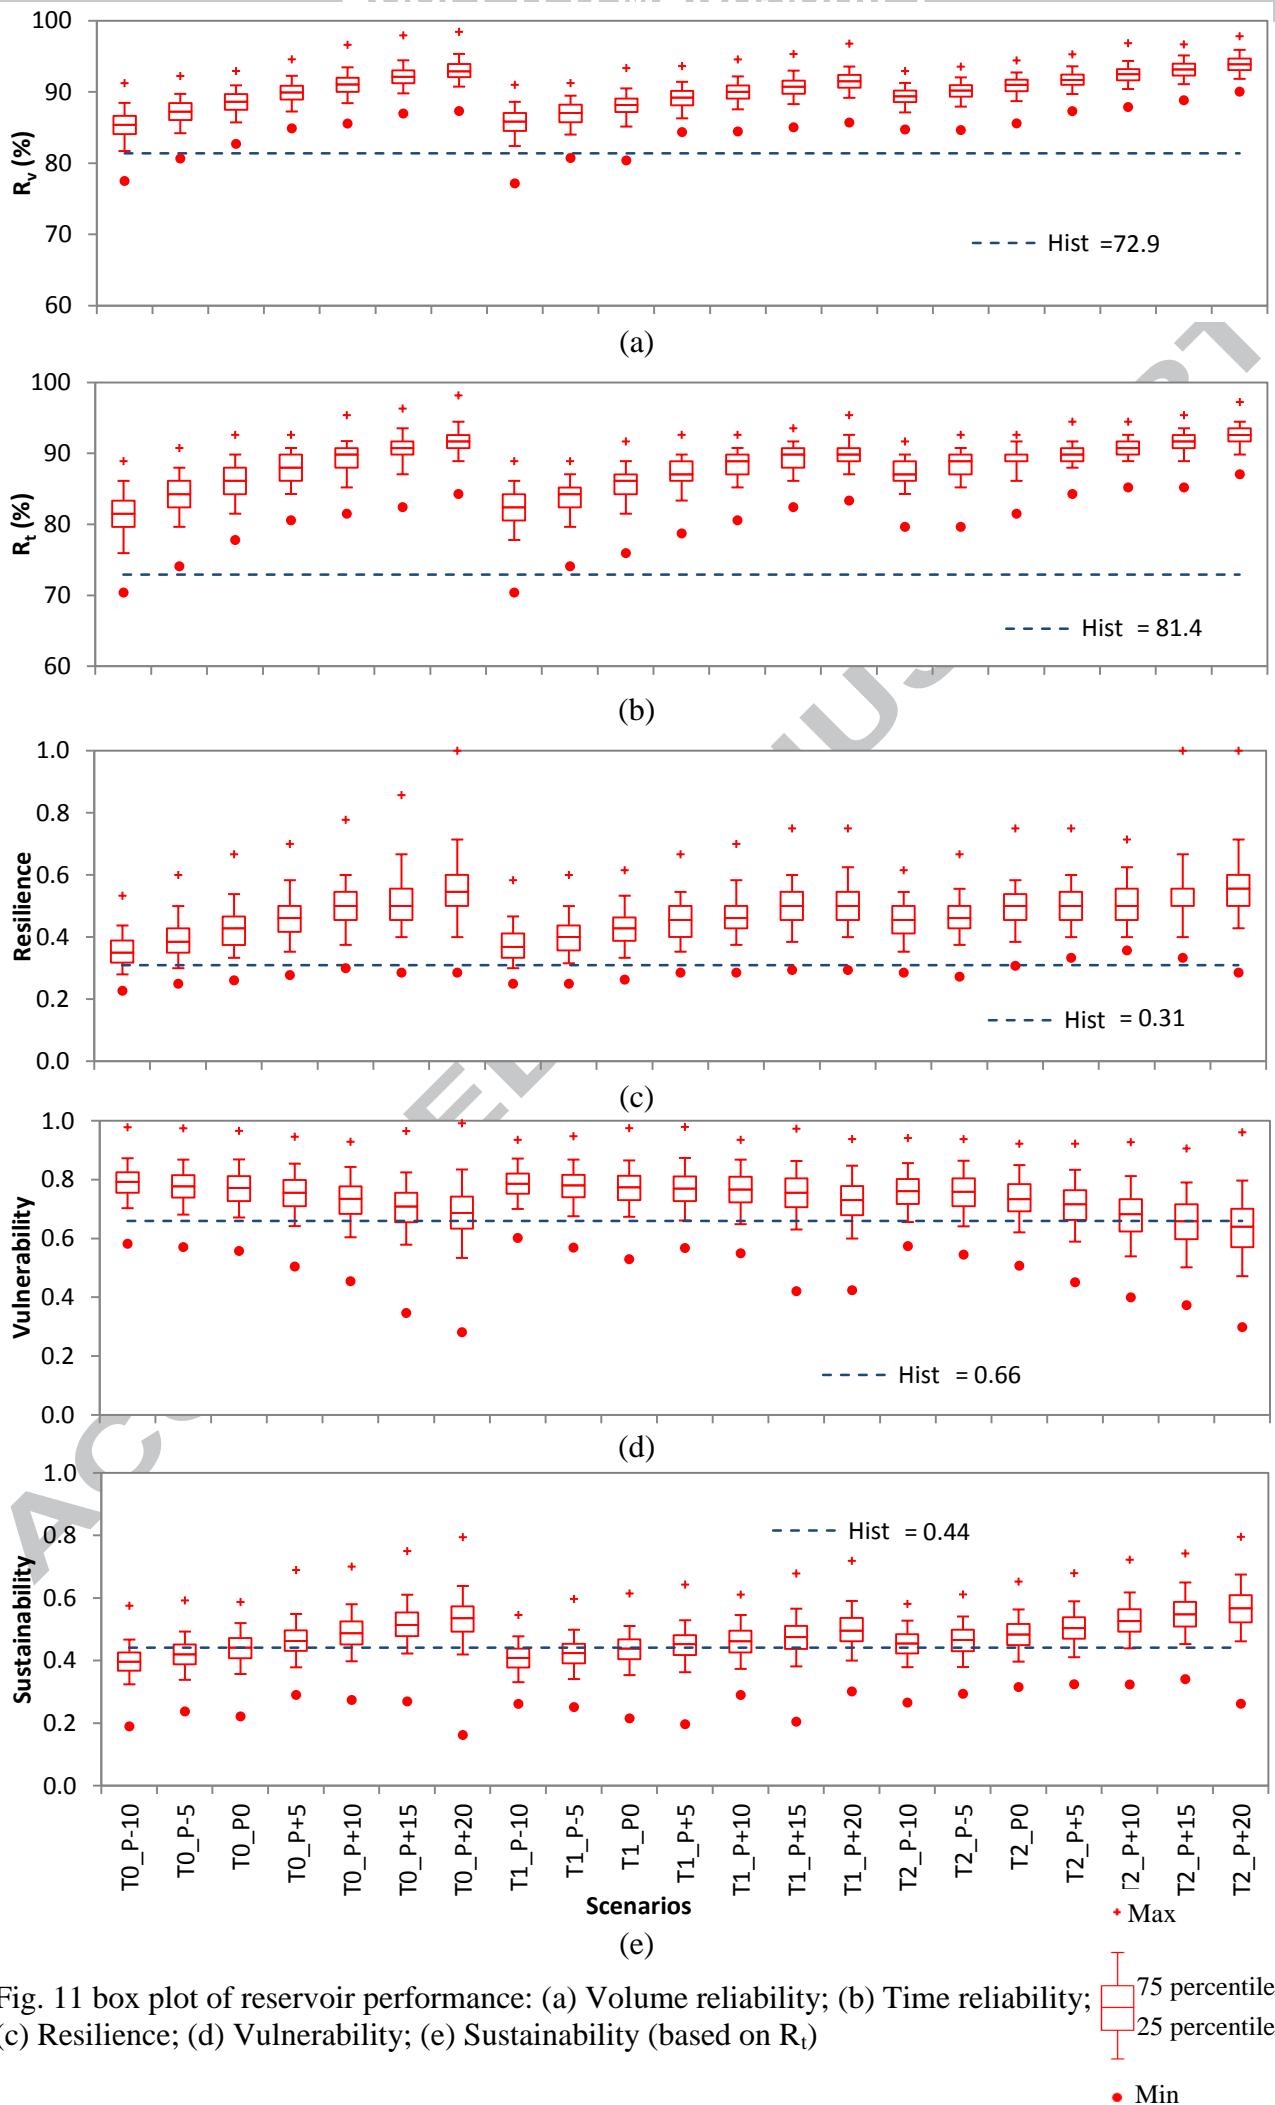 100
90
80
70
60
R_v (%)
Hist =72.9
(a)
100
90
80
70
60
R_t (%)
Hist = 81.4
(b)
1.0
0.8
0.6
0.4
0.2
0.0
Resilience
Hist = 0.31
(c)
1.0
0.8
0.6
0.4
0.2
0.0
Vulnerability
Hist = 0.66
(d)
1.0
0.8
0.6
0.4
0.2
0.0
Sustainability
Hist = 0.44
T0_P-10
T0_P-5
T0_P0
T0_P+5
T0_P+10
T0_P+15
T0_P+20
T1_P-10
T1_P-5
T1_P0
T1_P+5
T1_P+10
T1_P+15
T1_P+20
T2_P-10
T2_P-5
T2_P0
T2_P+5
T2_P+10
T2_P+15
T2_P+20
Scenarios
(e)
Max
75 percentile
25 percentile
Min
Fig. 11 box plot of reservoir performance: (a) Volume reliability; (b) Time reliability;
(c) Resilience; (d) Vulnerability; (e) Sustainability (based on R_t)